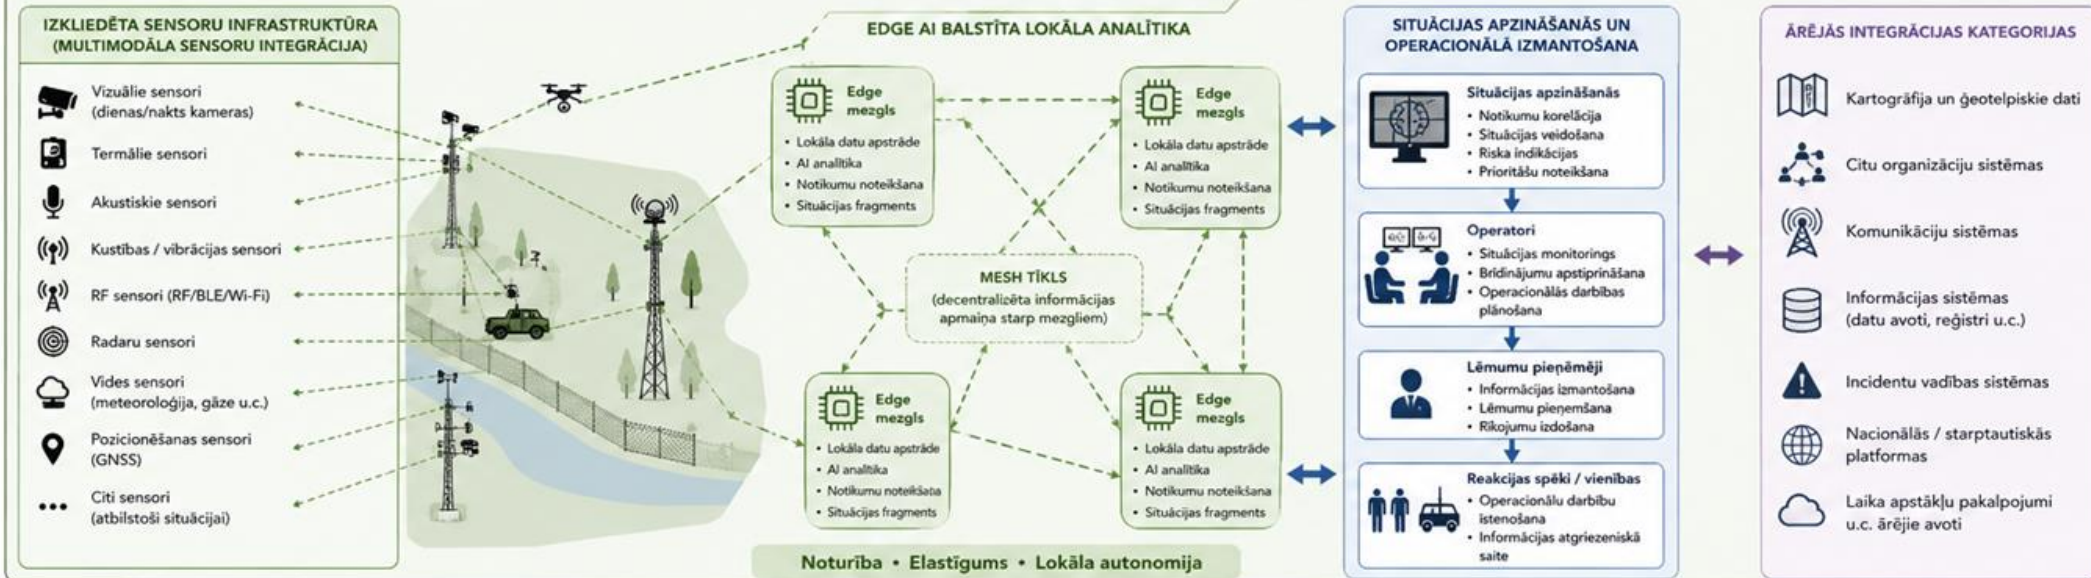 IZKLIEDĒTA SENSORU INFRASTRUKTŪRA
(MULTIMODĀLA SENSORU INTEGRĀCIJA)
Vizuālie sensori
(dienas/nakts kameras)
Termālie sensori
Akustiskie sensori
Kustības / vibrācijas sensori
RF sensori (RF/BLE/Wi-Fi)
Radaru sensori
Vides sensori
(meteoroloģija, gāze u.c.)
Pozicionēšanas sensori
(GNSS)
Citi sensori
(atbilstoši situācijai)
EDGE AI BALSTĪTA LOKĀLA ANALĪTIKA
Edge
mezgls
• Lokāla datu apstrāde
• AI analītika
• Notikumu noteikšana
• Situācijas fragments
Edge
mezgls
• Lokāla datu apstrāde
• AI analītika
• Notikumu noteikšana
• Situācijas fragments
MESH TĪKLS
(decentralizēta informācijas
apmaiņa starp mezgliem)
Edge
mezgls
• Lokāla datu apstrāde
• AI analītika
• Notikumu noteikšana
• Situācijas fragments
Edge
mezgls
• Lokāla datu apstrāde
• AI analītika
• Notikumu noteikšana
• Situācijas fragments
Noturība • Elastīgums • Lokāla autonomija
SITUĀCIJAS APZINĀŠANĀS UN
OPERACIONĀLĀ IZMANTOŠANA
Situācijas apzināšanās
• Notikumu korelācija
• Situācijas veidošana
• Riska indikācijas
• Prioritāšu noteikšana
Operatori
• Situācijas monitorings
• Brīdinājumu apstiprināšana
• Operacionālās darbības
plānošana
Lēmumu pieņēmēji
• Informācijas izmantošana
• Lēmumu pieņemšana
• Rīkojumu izdošana
Reakcijas spēki / vienības
• Operacionālu darbību
īstenošana
• Informācijas atgriezeniskā
saite
ĀRĒJĀS INTEGRĀCIJAS KATEGORIJAS
Kartogrāfija un ģeotelpiskie dati
Citu organizāciju sistēmas
Komunikāciju sistēmas
Informācijas sistēmas
(datu avoti, reģistri u.c.)
Incidentu vadības sistēmas
Nacionālās / starptautiskās
platformas
Laika apstākļu pakalpojumi
u.c. ārējie avoti